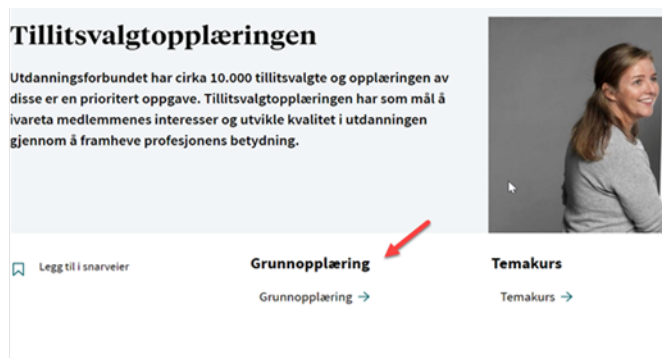 Tillitsvalgtopplæringen
Utdanningsforbundet har cirka 10.000 tillitsvalgte og opplæringen av
disse er en prioritert oppgave. Tillitsvalgtopplæringen har som mål å
ivareta medlemmenes interesser og utvikle kvalitet i utdanningen
gjennom å framheve profesjonens betydning.
Legg til i snarveier
Grunnopplæring
Grunnopplæring →
Temakurs
Temakurs →